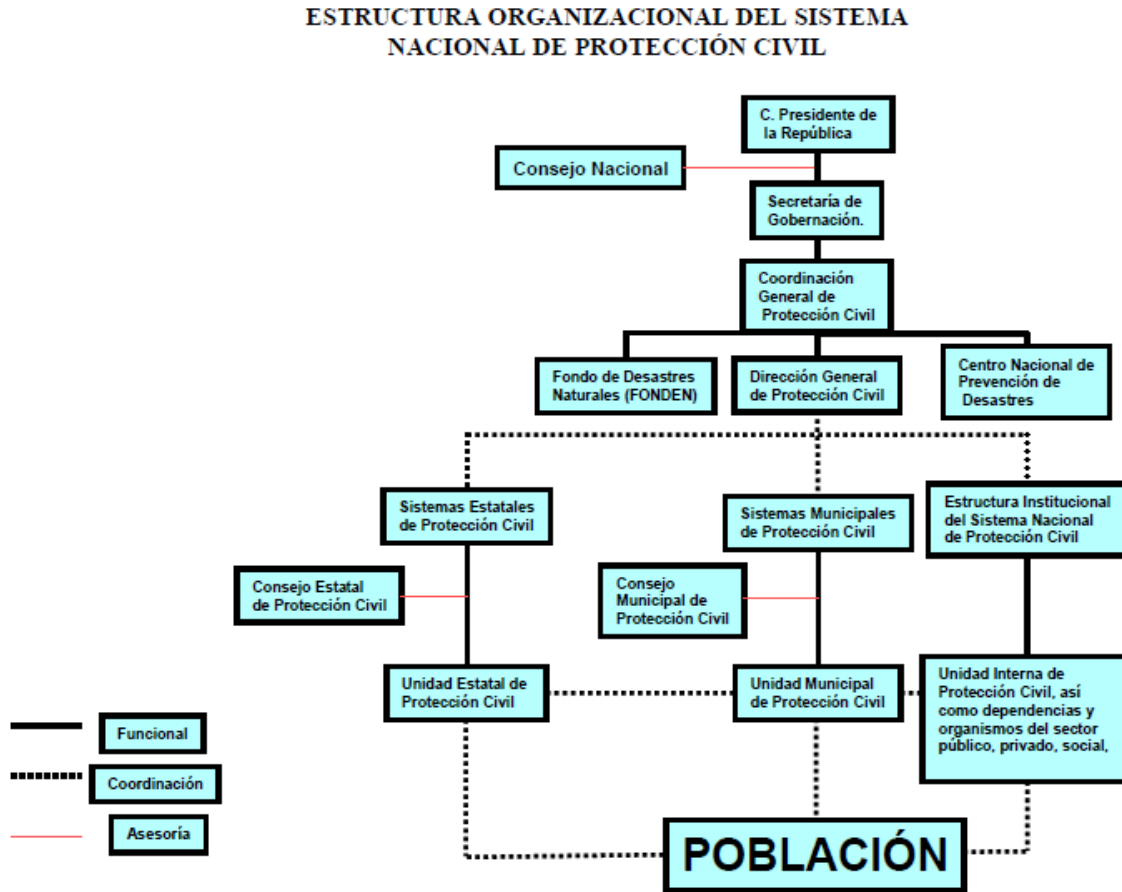 ESTRUCTURA ORGANIZACIONAL DEL SISTEMA
NACIONAL DE PROTECCIÓN CIVIL
C. Presidente de
la República
Consejo Nacional
Secretaría de
Gobernación.
Coordinación
General de
Protección Civil
Fondo de Desastres
Naturales (FONDEN)
Dirección General
de Protección Civil
Centro Nacional de
Prevención de
Desastres
Sistemas Estatales
de Protección Civil
Sistemas Municipales
de Protección Civil
Estructura Institucional
del Sistema Nacional
de Protección Civil
Consejo Estatal
de Protección Civil
Consejo
Municipal de
Protección Civil
Unidad Estatal de
Protección Civil
Unidad Municipal
de Protección Civil
Unidad Interna de
Protección Civil, así
como dependencias y
organismos del sector
público, privado, social,
Funcional
Coordinación
Asesoría
POBLACIÓN